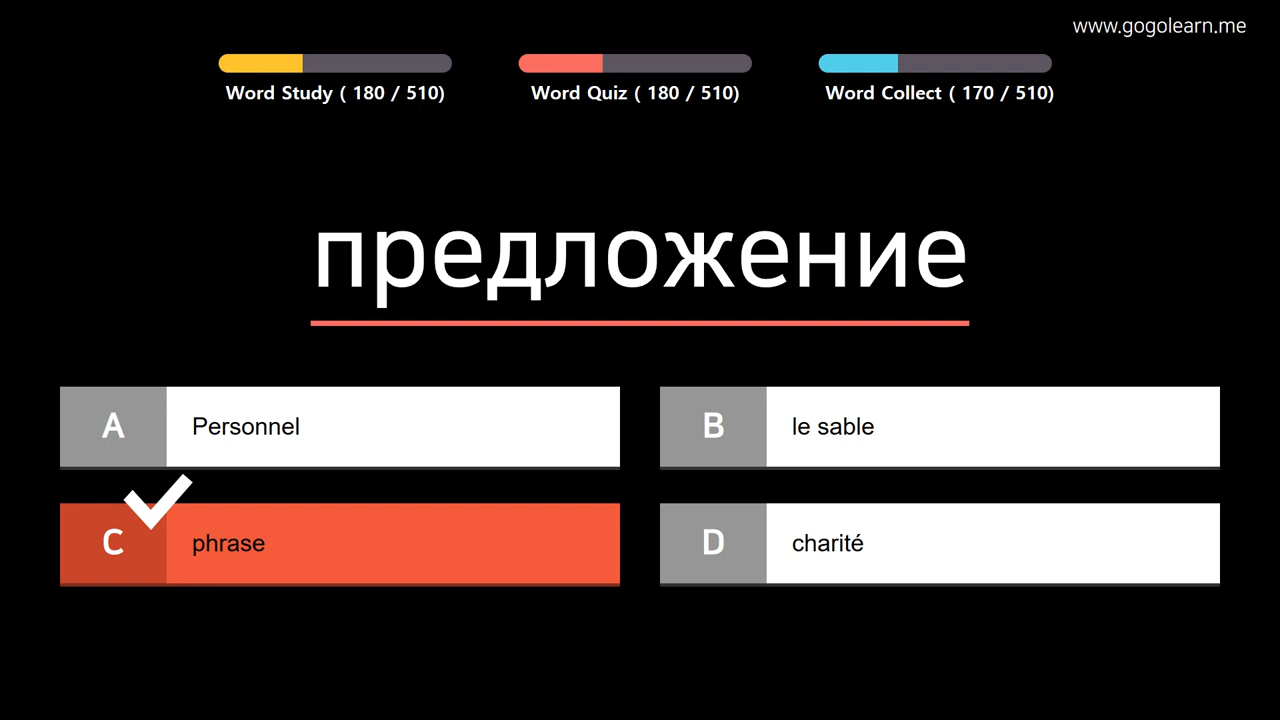 www.gogolearn.me
Word Study ( 180 / 510)
Word Quiz ( 180 / 510)
Word Collect ( 170 / 510)
предложение
A Personnel
B le sable
C phrase
D charité